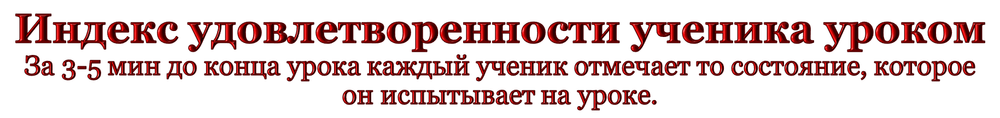 Индекс удовлетворенности ученика уроком
За 3-5 мин до конца урока каждый ученик отмечает то состояние, которое
он испытывает на уроке.